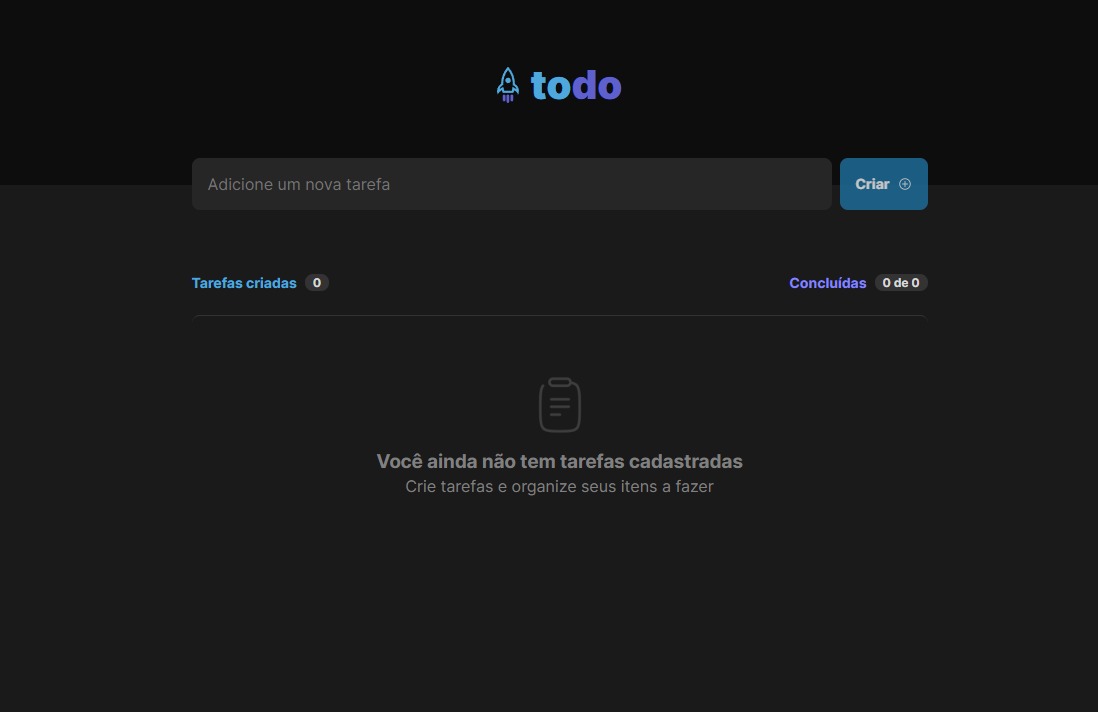 todo
Adicione um nova tarefa
Criar
Tarefas criadas 0
Concluídas 0 de 0
Você ainda não tem tarefas cadastradas
Crie tarefas e organize seus itens a fazer